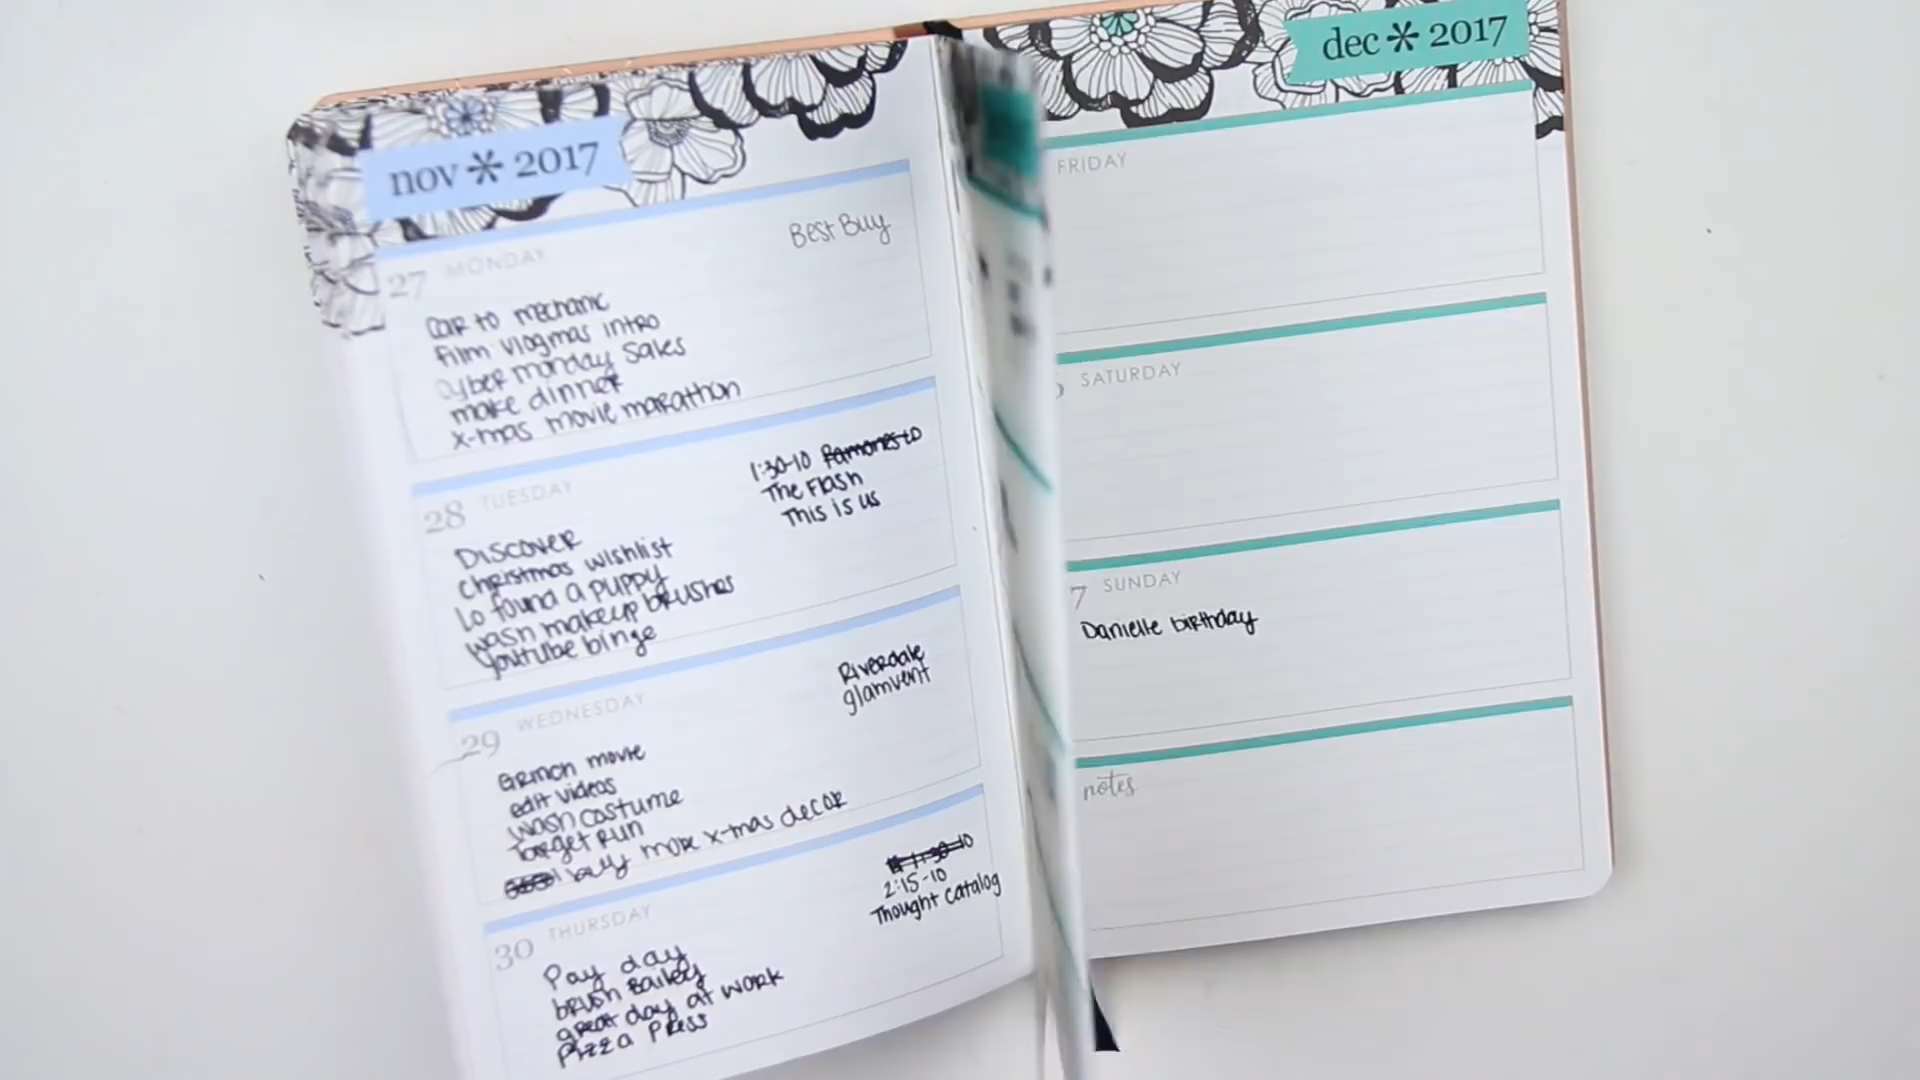 nov * 2017
27 MONDAY
Best Buy
Car to mechanic
film vlogmas intro
cyber monday sales
make dinner
x-mas movie marathon
28 TUESDAY
1:30-10
The Flash
This is us
DISCOVER
christmas wishlist
Lo found a puppy
wash makeup brushes
youtube binge
29 WEDNESDAY
Riverdale
glamvent
movie
edit videos
wash costume
Target Run
buy more x-mas decor
30 THURSDAY
2:15-10
Thought Catalog
Pay day
brush Bailey
great day at work
pizza Press
dec * 2017
FRIDAY
SATURDAY
7 SUNDAY
Danielle birthday
notes